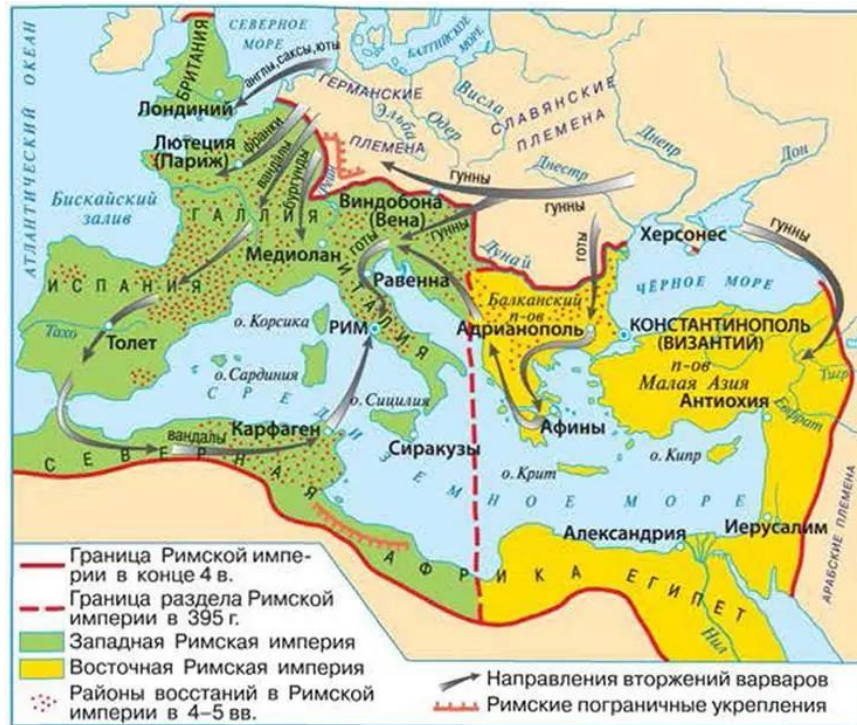 АТЛАНТИЧЕСКИЙ ОКЕАН
СЕВЕРНОЕ
МОРЕ
БАЛТИЙСКОЕ
МОРЕ
БРИТАНИЯ
англы, саксы, юты
Лондиний
ГЕРМАНСКИЕ
ПЛЕМЕНА
Эльба
Одер
Висла
СЛАВЯНСКИЕ
ПЛЕМЕНА
Днепр
Дон
Днестр
Лютеция
(Париж)
франки
вандалы
бургунды
Рейн
гунны
гунны
гунны
Бискайский
залив
ГАЛЛИЯ
Виндобона
(Вена)
готы
гунны
готы
Дунай
Херсонес
Медиолан
Равенна
ИТАЛИЯ
ИСПАНИЯ
Тахо
Толет
о. Корсика
РИМ
о. Сардиния
Балканский
п-ов
Адрианополь
ЧЁРНОЕ МОРЕ
КОНСТАНТИНОПОЛЬ
(ВИЗАНТИЙ)
п-ов
Малая Азия
Тигр
Антиохия
Евфрат
о. Сицилия
Сиракузы
Афины
о. Крит
о. Кипр
вандалы
Карфаген
СРЕДИЗЕМНОЕ МОРЕ
СЕВЕРНАЯ АФРИКА
Александрия
Иерусалим
ЕГИПЕТ
Нил
АРАБСКИЕ ПЛЕМЕНА
Граница Римской импе-
рии в конце 4 в.
Граница раздела Римской
империи в 395 г.
Западная Римская империя
Восточная Римская империя
Районы восстаний в Римской
империи в 4–5 вв.
Направления вторжений варваров
Римские пограничные укрепления